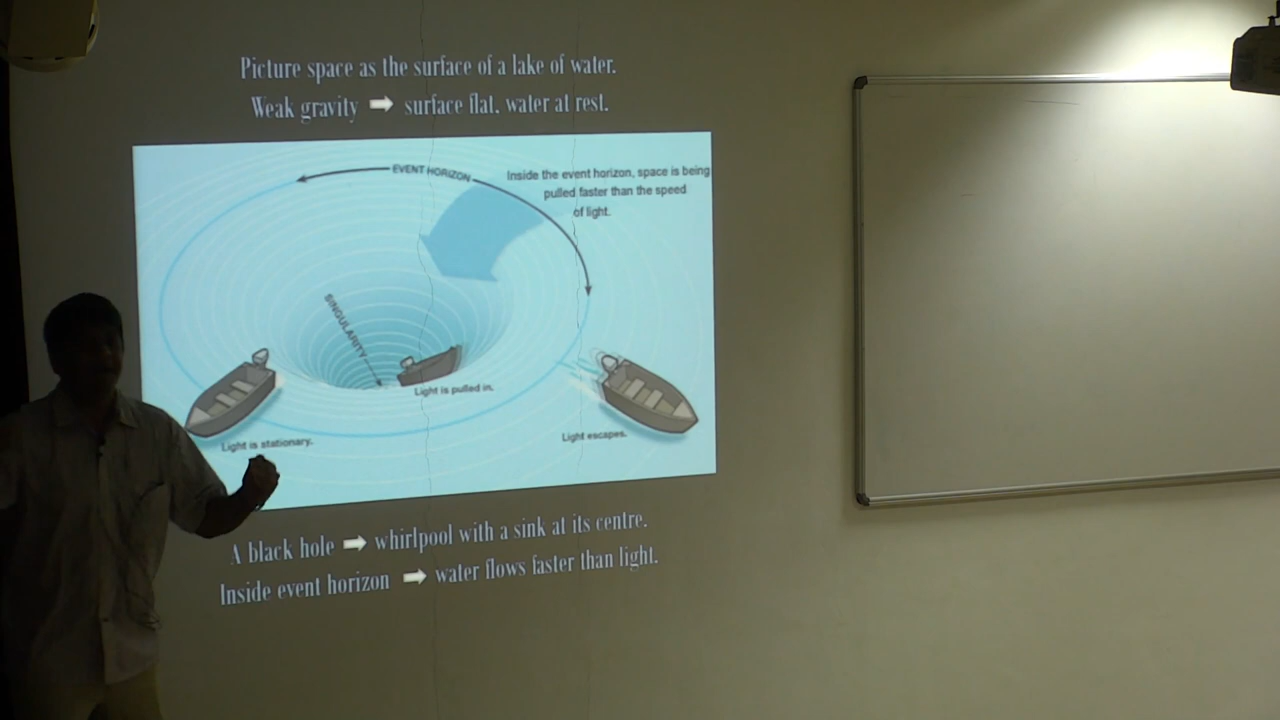 Picture space as the surface of a lake of water.
Weak gravity ➡ surface flat, water at rest.
EVENT HORIZON
Inside the event horizon, space is being
pulled faster than the speed
of light.
SINGULARITY
Light is pulled in.
Light is stationary.
Light escapes.
A black hole ➡ whirlpool with a sink at its centre.
Inside event horizon ➡ water flows faster than light.